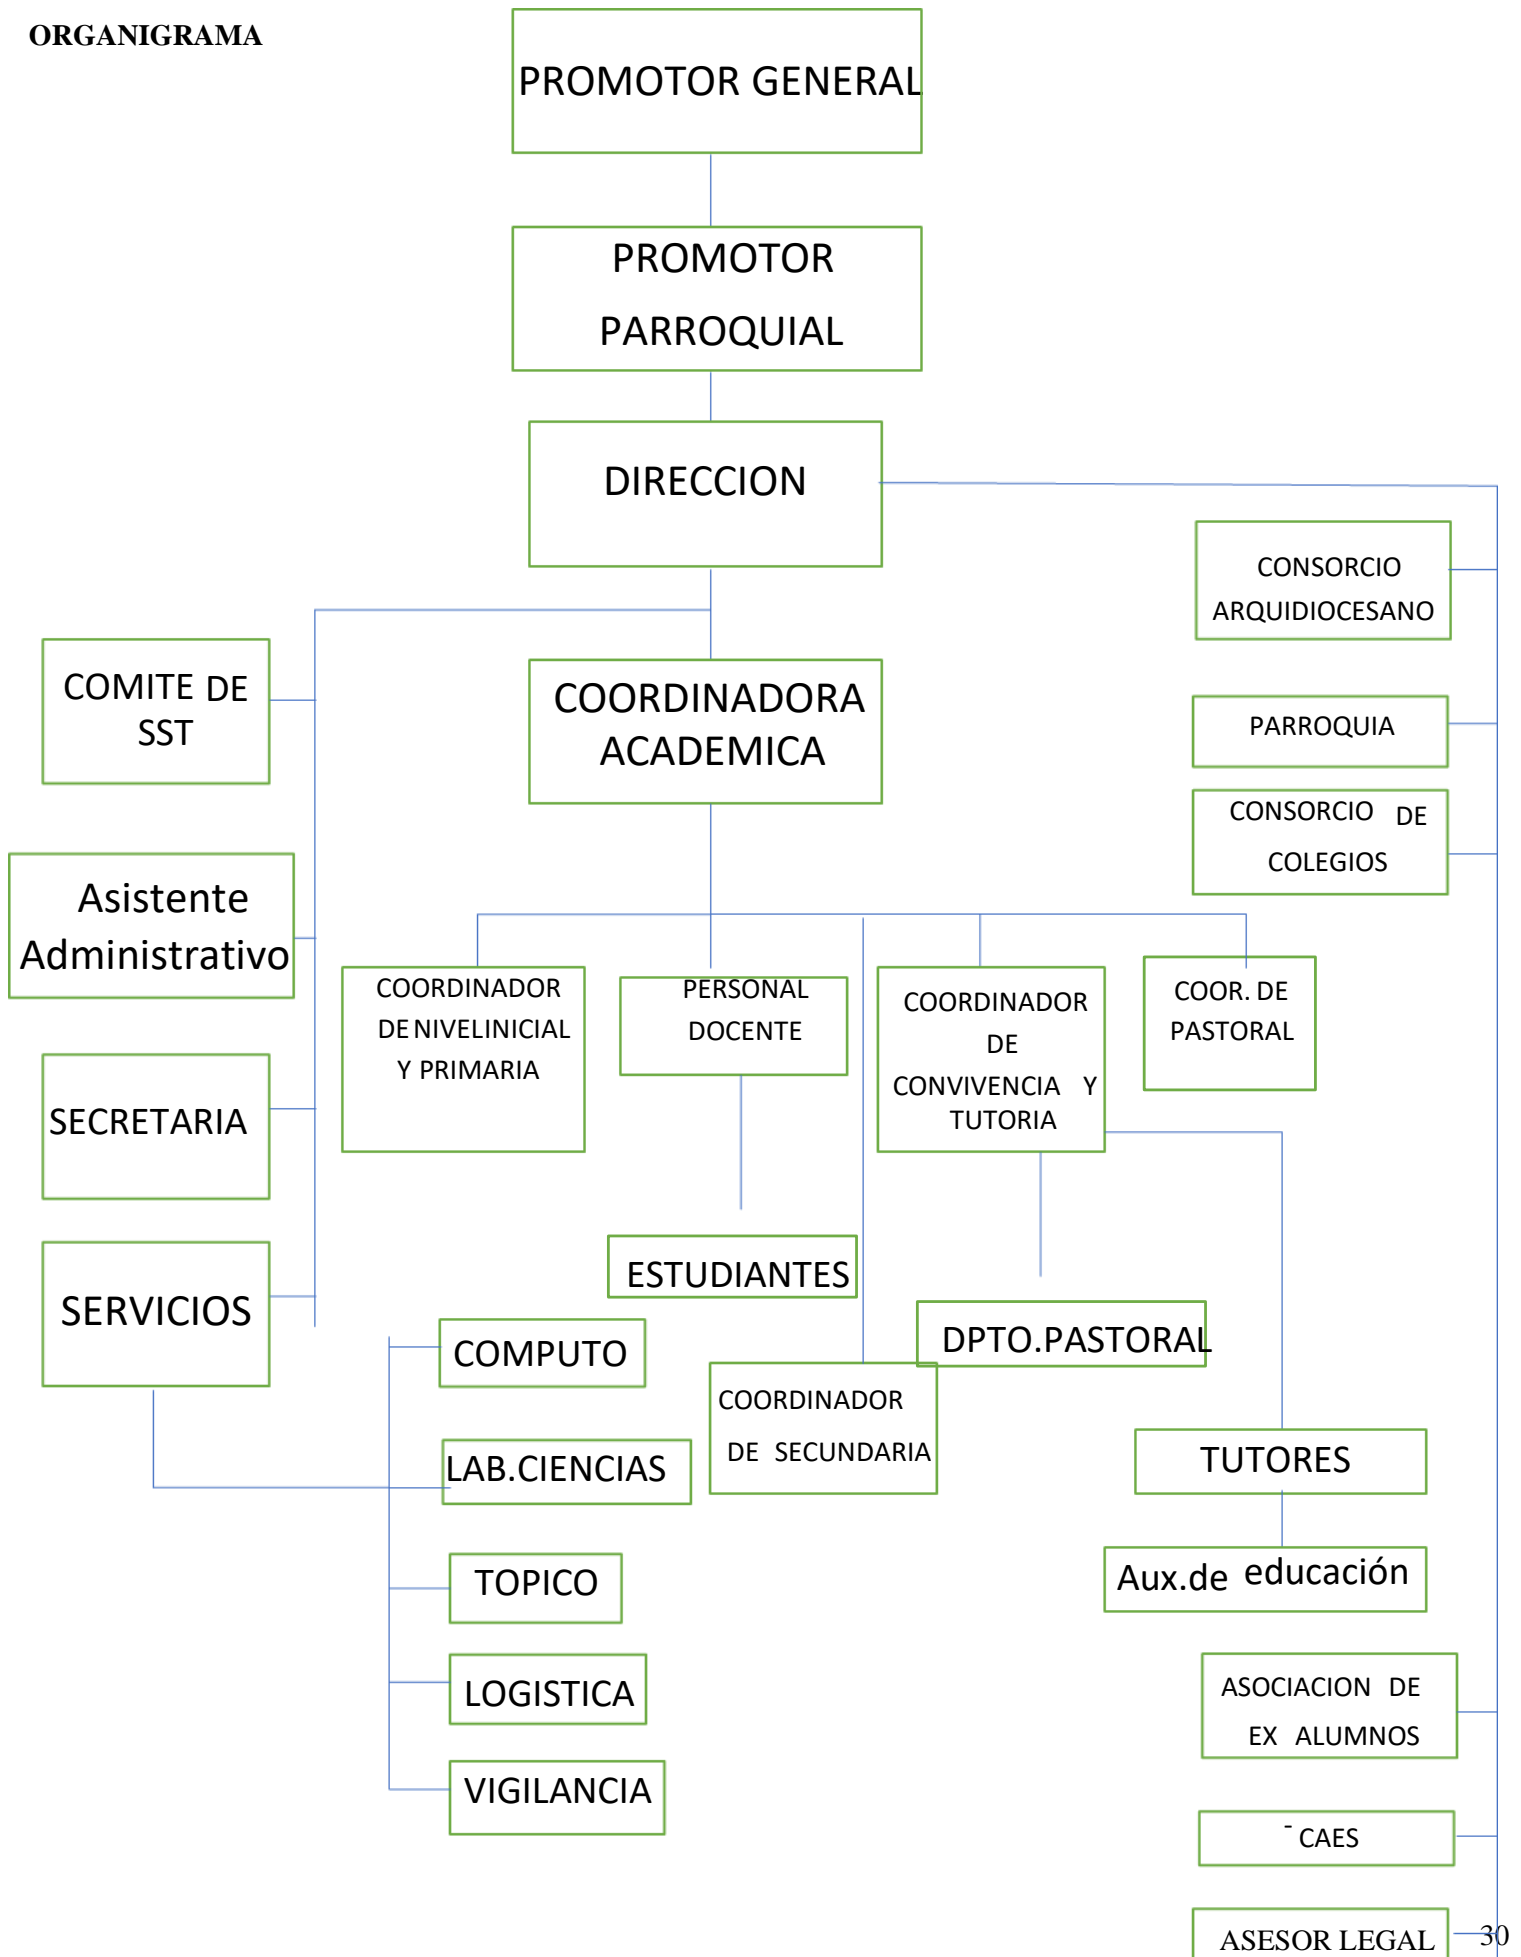 ORGANIGRAMA
PROMOTOR GENERAL
PROMOTOR
PARROQUIAL
DIRECCION
CONSORCIO
ARQUIDIOCESANO
COMITE DE
SST
COORDINADORA
ACADEMICA
PARROQUIA
CONSORCIO DE
COLEGIOS
Asistente
Administrativo
COORDINADOR
DE NIVELINICIAL
Y PRIMARIA
PERSONAL
DOCENTE
COORDINADOR
DE
CONVIVENCIA Y
TUTORIA
COOR. DE
PASTORAL
SECRETARIA
SERVICIOS
ESTUDIANTES
DPTO.PASTORAL
COMPUTO
COORDINADOR
DE SECUNDARIA
LAB.CIENCIAS
TUTORES
TOPICO
Aux.de educación
LOGISTICA
ASOCIACION DE
EX ALUMNOS
VIGILANCIA
- CAES
ASESOR LEGAL
30